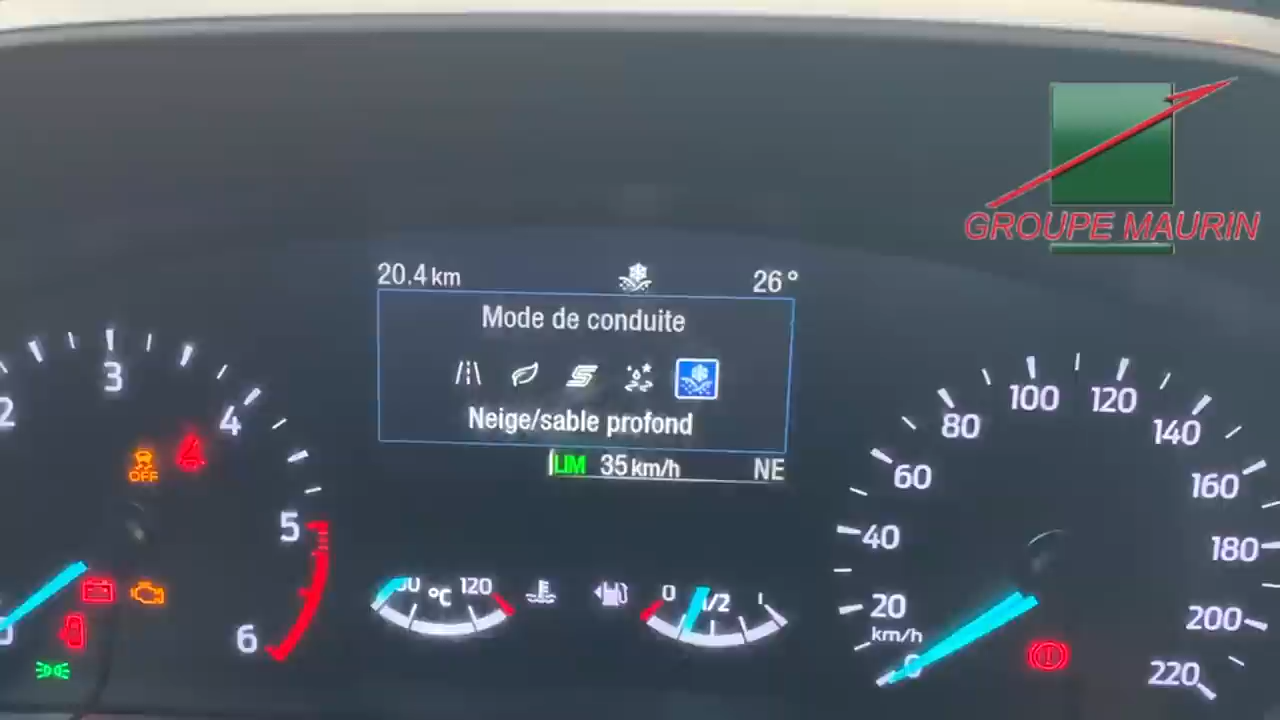 GROUPE MAURIN
20.4 km 26°
Mode de conduite
Neige/sable profond
LIM 35 km/h NE
2 3 4 5 6
OFF
°C 120
0 1/2 1
0 20 40 60 80 100 120 140 160 180 200 220
km/h